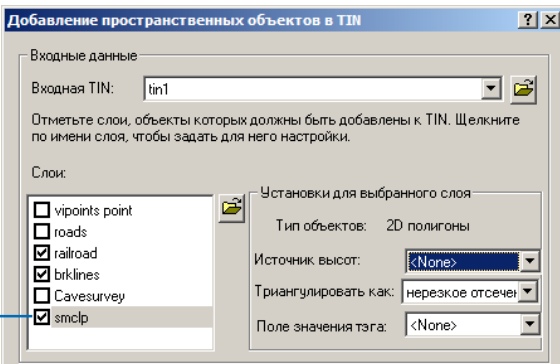 Добавление пространственных объектов в TIN
Входные данные
Входная TIN: tin1
Отметьте слои, объекты которых должны быть добавлены к TIN. Щелкните
по имени слоя, чтобы задать для него настройки.
Слои:
vipoints point
roads
railroad
brklines
Cavesurvey
smclp
Установки для выбранного слоя
Тип объектов: 2D полигоны
Источник высот: <None>
Триангулировать как: нерезкое отсечен
Поле значения тэга: <None>